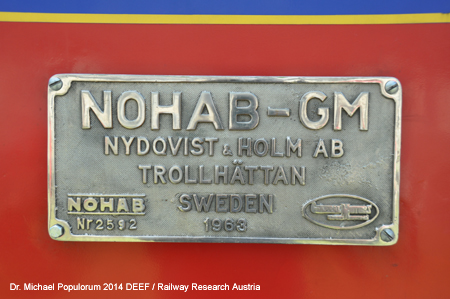 NOHAB-GM
NYDQVIST & HOLM AB
TROLLHÄTTAN
NOHAB SWEDEN
Nr 2592 1963
Dr. Michael Populorum 2014 DEEF / Railway Research Austria